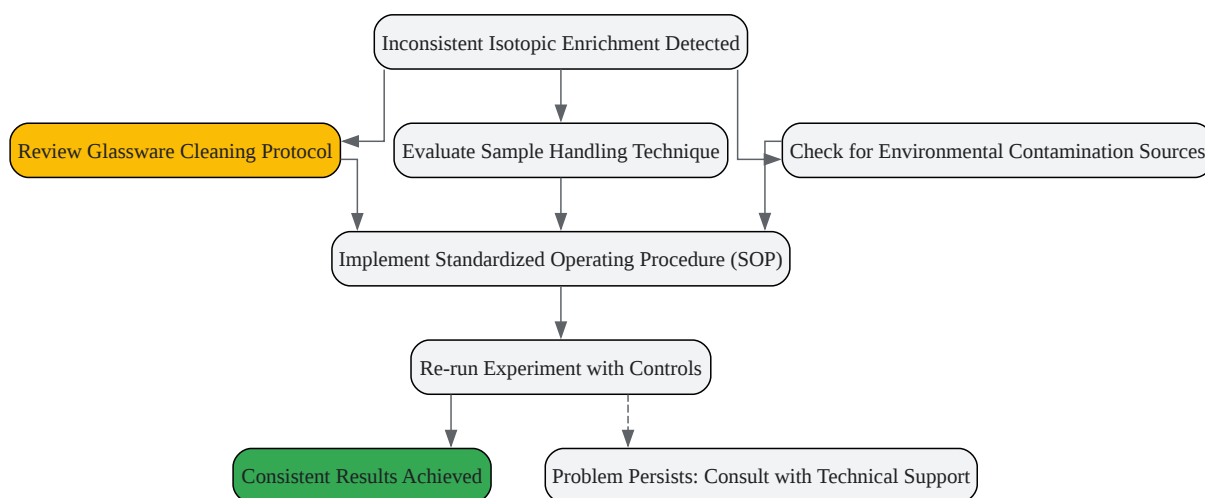 Inconsistent Isotopic Enrichment Detected
Review Glassware Cleaning Protocol
Evaluate Sample Handling Technique
Check for Environmental Contamination Sources
Implement Standardized Operating Procedure (SOP)
Re-run Experiment with Controls
Consistent Results Achieved
Problem Persists: Consult with Technical Support